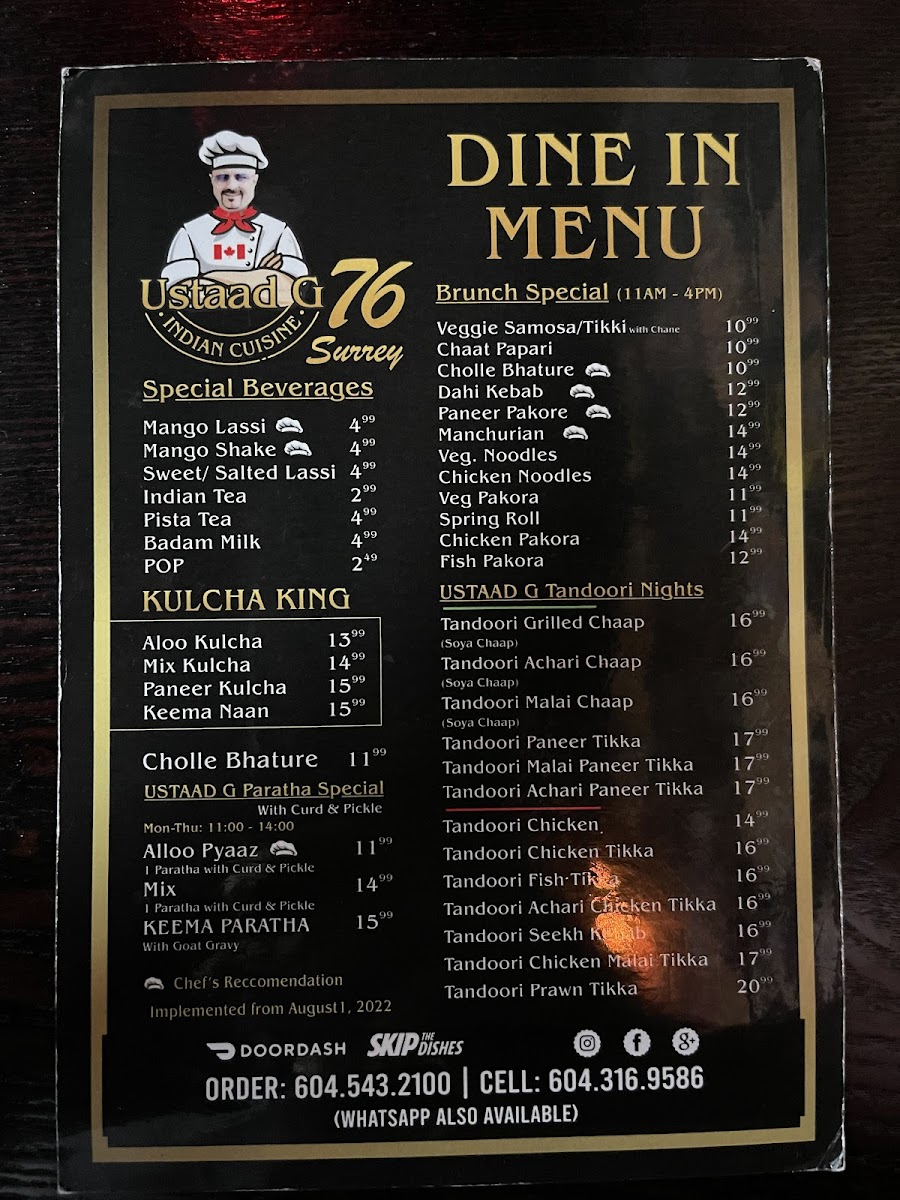 Ustaad G 76
INDIAN CUISINE
Surrey
Special Beverages
Mango Lassi 4.99
Mango Shake 4.99
Sweet/ Salted Lassi 4.99
Indian Tea 2.99
Pista Tea 4.99
Badam Milk 4.99
POP 2.49
KULCHA KING
Aloo Kulcha 13.99
Mix Kulcha 14.99
Paneer Kulcha 15.99
Keema Naan 15.99
Cholle Bhature 11.99
USTAAD G Paratha Special
With Curd & Pickle
Mon-Thu: 11:00 - 14:00
Alloo Pyaaz 11.99
1 Paratha with Curd & Pickle
Mix 14.99
1 Paratha with Curd & Pickle
KEEMA PARATHA 15.99
With Goat Gravy
Chef's Reccomendation
Implemented from August1, 2022
DINE IN
MENU
Brunch Special (11AM - 4PM)
Veggie Samosa/Tikki with Chane 10.99
Chaat Papari 10.99
Cholle Bhature 10.99
Dahi Kebab 12.99
Paneer Pakore 12.99
Manchurian 14.99
Veg. Noodles 14.99
Chicken Noodles 14.99
Veg Pakora 11.99
Spring Roll 11.99
Chicken Pakora 14.99
Fish Pakora 12.99
USTAAD G Tandoori Nights
Tandoori Grilled Chaap 16.99
(Soya Chaap)
Tandoori Achari Chaap 16.99
(Soya Chaap)
Tandoori Malai Chaap 16.99
(Soya Chaap)
Tandoori Paneer Tikka 17.99
Tandoori Malai Paneer Tikka 17.99
Tandoori Achari Paneer Tikka 17.99
Tandoori Chicken 14.99
Tandoori Chicken Tikka 16.99
Tandoori Fish Tikka 16.99
Tandoori Achari Chicken Tikka 16.99
Tandoori Seekh Kebab 16.99
Tandoori Chicken Malai Tikka 17.99
Tandoori Prawn Tikka 20.99
DOORDASH SKIP THE DISHES f g+
ORDER: 604.543.2100 | CELL: 604.316.9586
(WHATSAPP ALSO AVAILABLE)